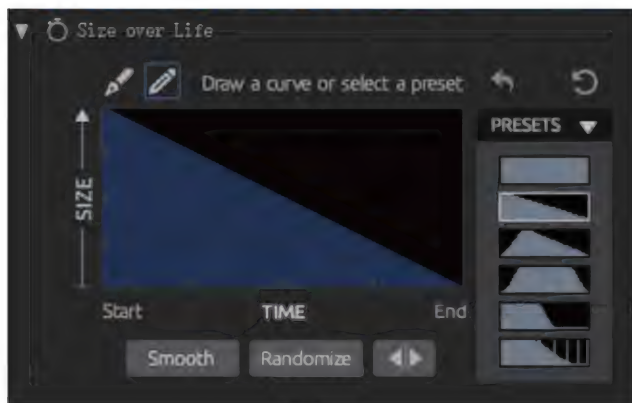 Size over Life
Draw a curve or select a preset
PRESETS
SIZE
Start TIME End
Smooth Randomize